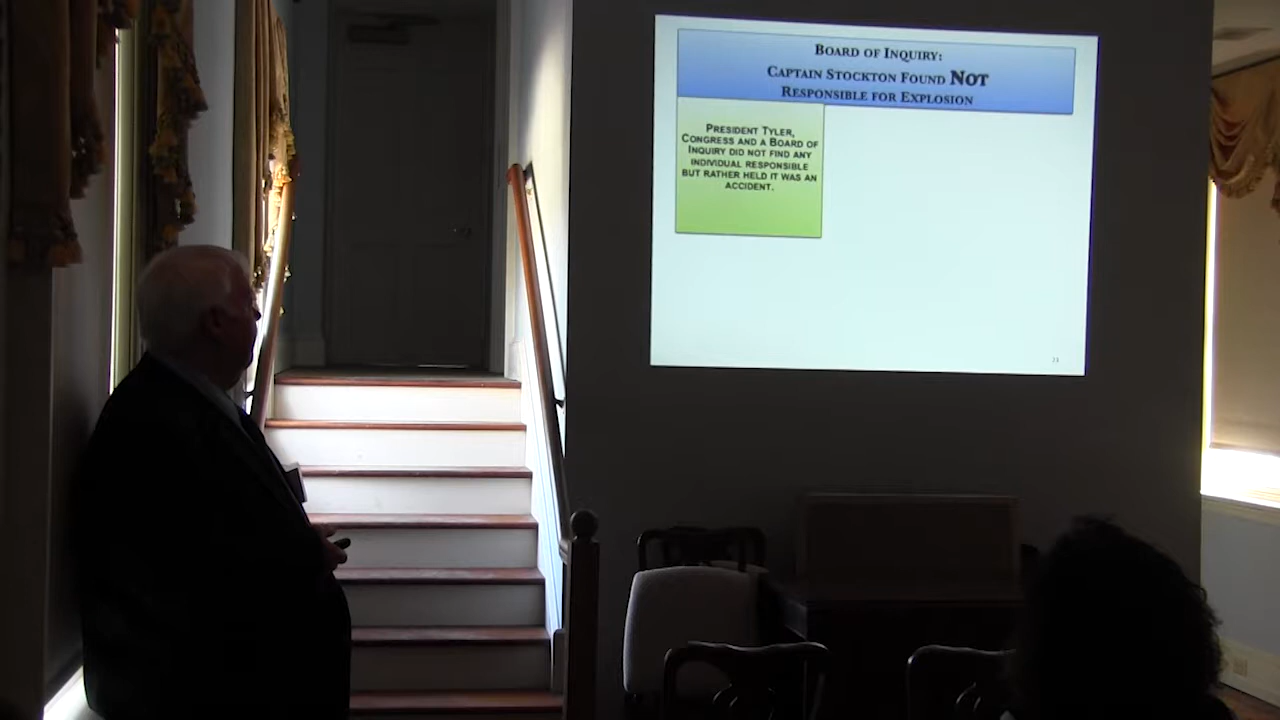 BOARD OF INQUIRY:
CAPTAIN STOCKTON FOUND NOT
RESPONSIBLE FOR EXPLOSION
PRESIDENT TYLER,
CONGRESS AND A BOARD OF
INQUIRY DID NOT FIND ANY
INDIVIDUAL RESPONSIBLE
BUT RATHER HELD IT WAS AN
ACCIDENT.